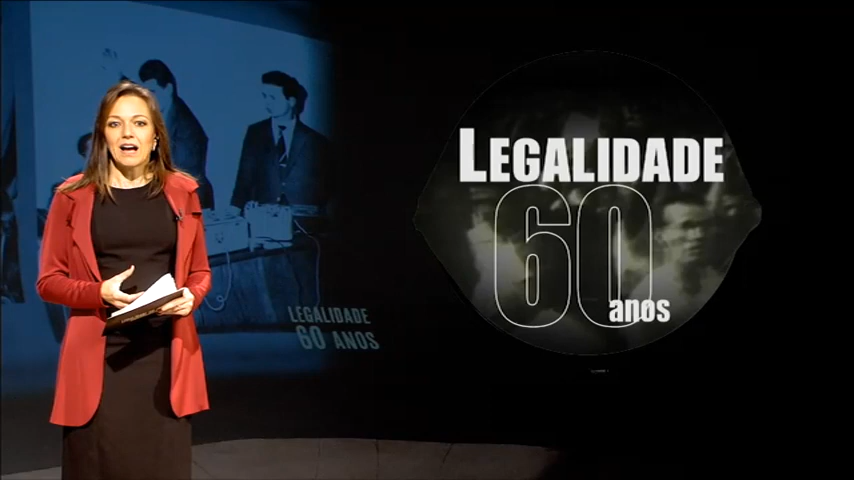 LEGALIDADE
60
anos
LEGALIDADE
60 ANOS